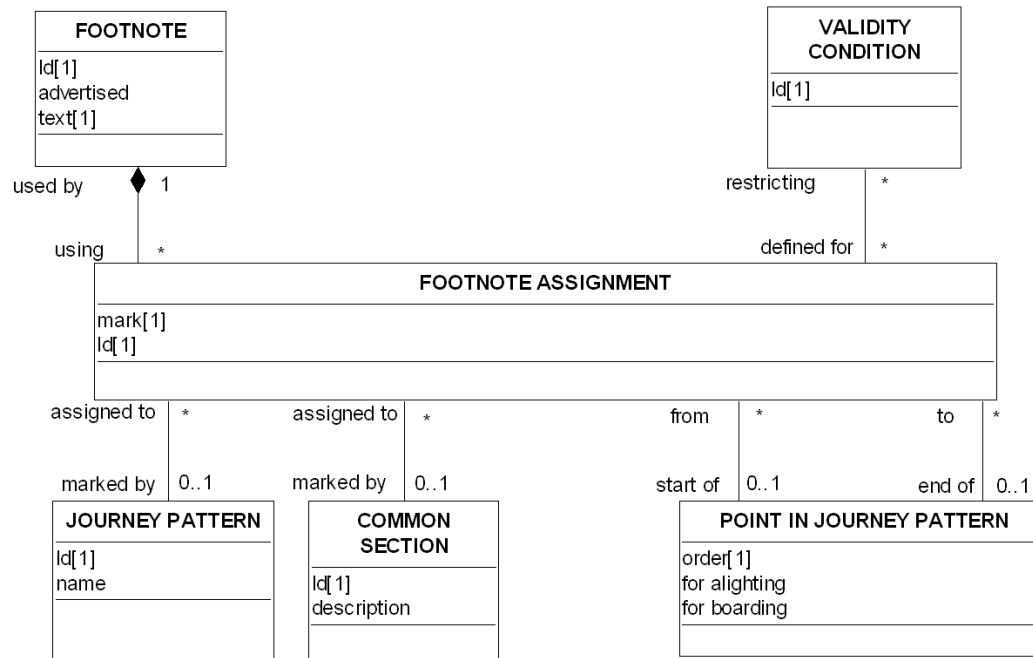 FOOTNOTE
Id[1]
advertised
text[1]
VALIDITY
CONDITION
Id[1]
used by 1
restricting *
using *
defined for *
FOOTNOTE ASSIGNMENT
mark[1]
Id[1]
assigned to * assigned to * from * to *
marked by 0..1 marked by 0..1 start of 0..1 end of 0..1
JOURNEY PATTERN
Id[1]
name
COMMON
SECTION
Id[1]
description
POINT IN JOURNEY PATTERN
order[1]
for alighting
for boarding